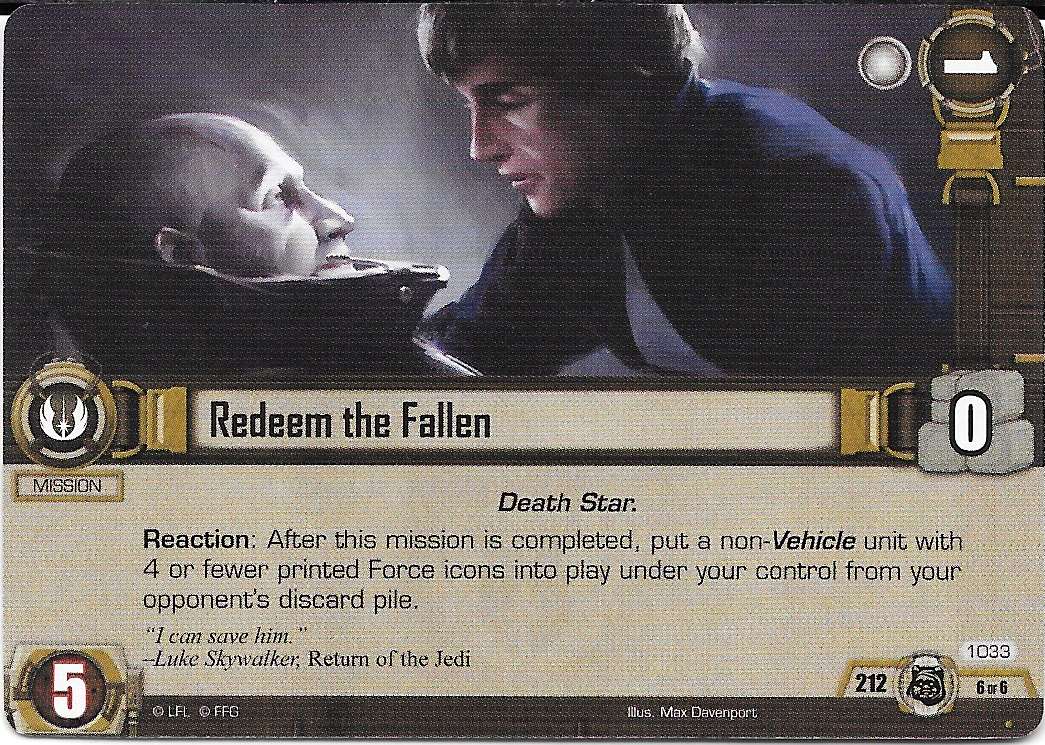 1
Redeem the Fallen
0
MISSION
Death Star.
Reaction: After this mission is completed, put a non-Vehicle unit with
4 or fewer printed Force icons into play under your control from your
opponent's discard pile.
"I can save him."
–Luke Skywalker, Return of the Jedi
1033
5
212
6 OF 6
© LFL © FFG
Illus. Max Davenport